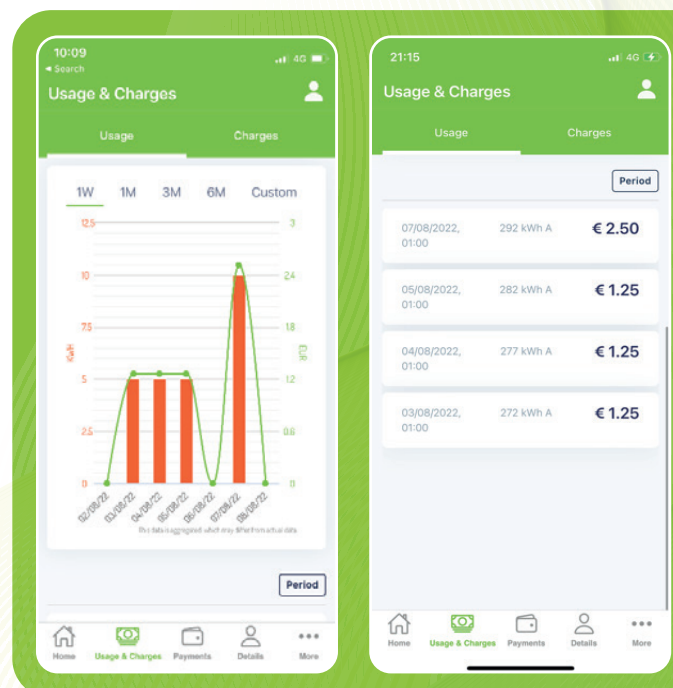 10:09
4G
◄ Search
Usage & Charges
Usage Charges
1W 1M 3M 6M Custom
12.5 3
10 2.4
7.5 1.8
KWH EUR
5 1.2
2.5 0.6
0 0
02/08/22 03/08/22 04/08/22 05/08/22 06/08/22 07/08/22 08/08/22
This data is aggregated which may differ from actual data
Period
Home Usage & Charges Payments Details More
21:15
4G
Usage & Charges
Usage Charges
Period
07/08/2022, 292 kWh A € 2.50
01:00
05/08/2022, 282 kWh A € 1.25
01:00
04/08/2022, 277 kWh A € 1.25
01:00
03/08/2022, 272 kWh A € 1.25
01:00
Home Usage & Charges Payments Details More